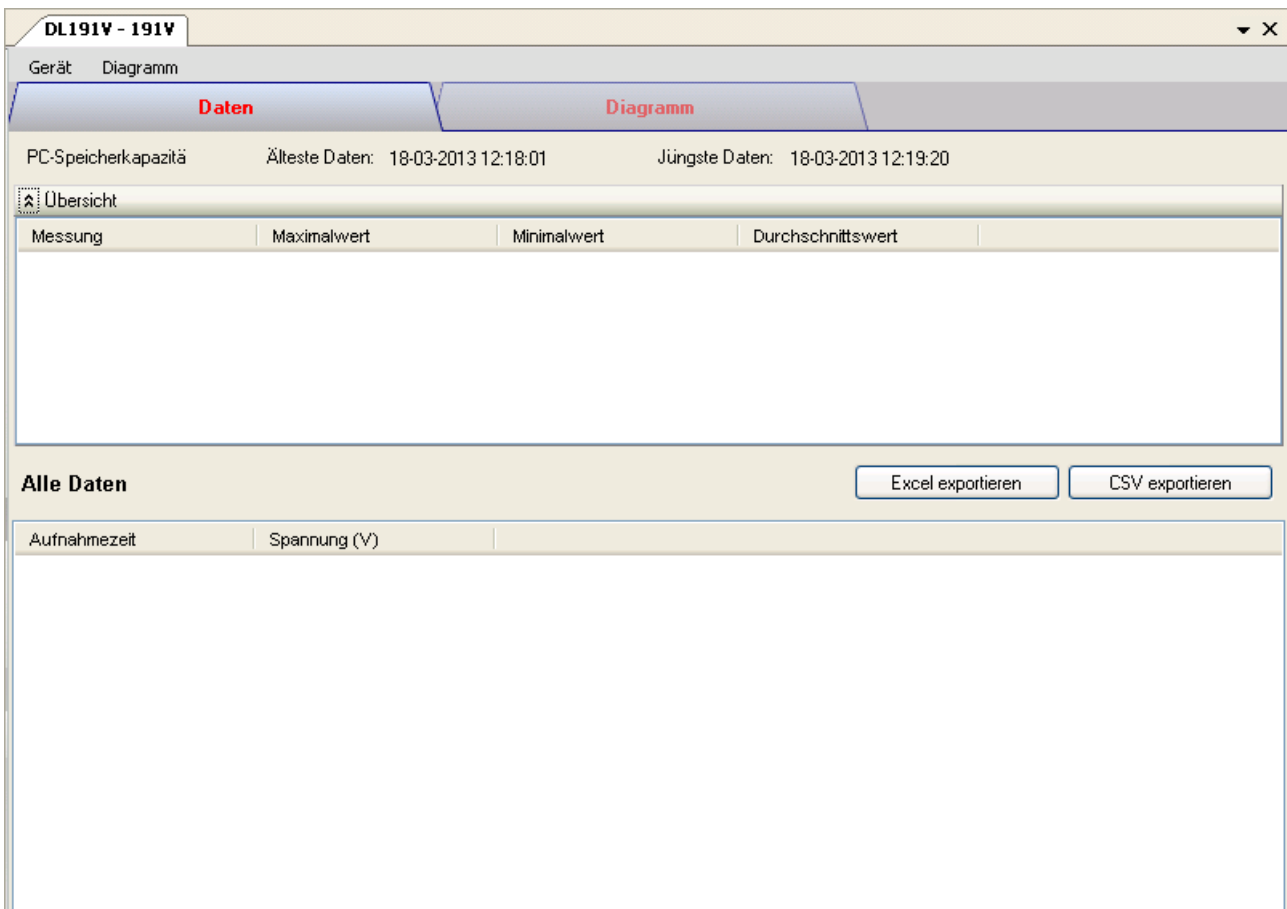 DL191V - 191V
Gerät Diagramm
Daten Diagramm
PC-Speicherkapazitä Älteste Daten: 18-03-2013 12:18:01 Jüngste Daten: 18-03-2013 12:19:20
Übersicht
Messung Maximalwert Minimalwert Durchschnittswert
Alle Daten Excel exportieren CSV exportieren
Aufnahmezeit Spannung (V)